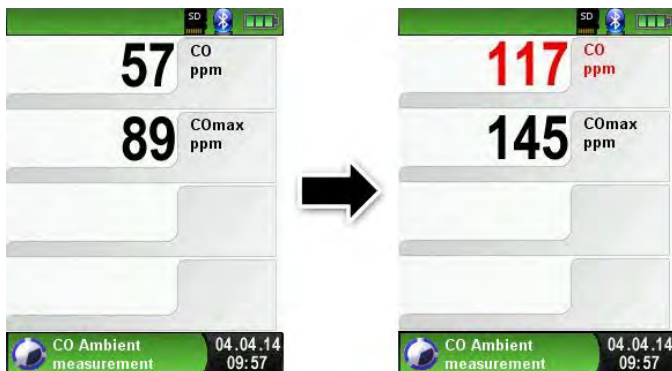 SD
57
CO
ppm
89
COmax
ppm
CO Ambient
measurement
04.04.14
09:57
SD
117
CO
ppm
145
COmax
ppm
CO Ambient
measurement
04.04.14
09:57